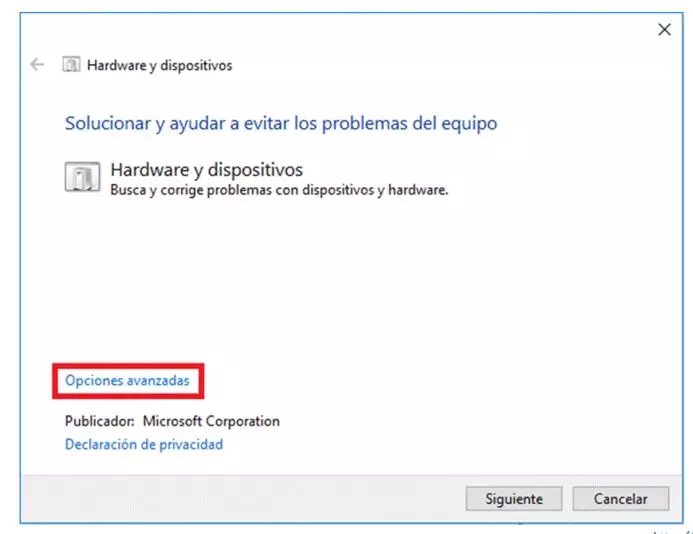 Hardware y dispositivos
Solucionar y ayudar a evitar los problemas del equipo
Hardware y dispositivos
Busca y corrige problemas con dispositivos y hardware.
Opciones avanzadas
Publicador: Microsoft Corporation
Declaración de privacidad
Siguiente Cancelar